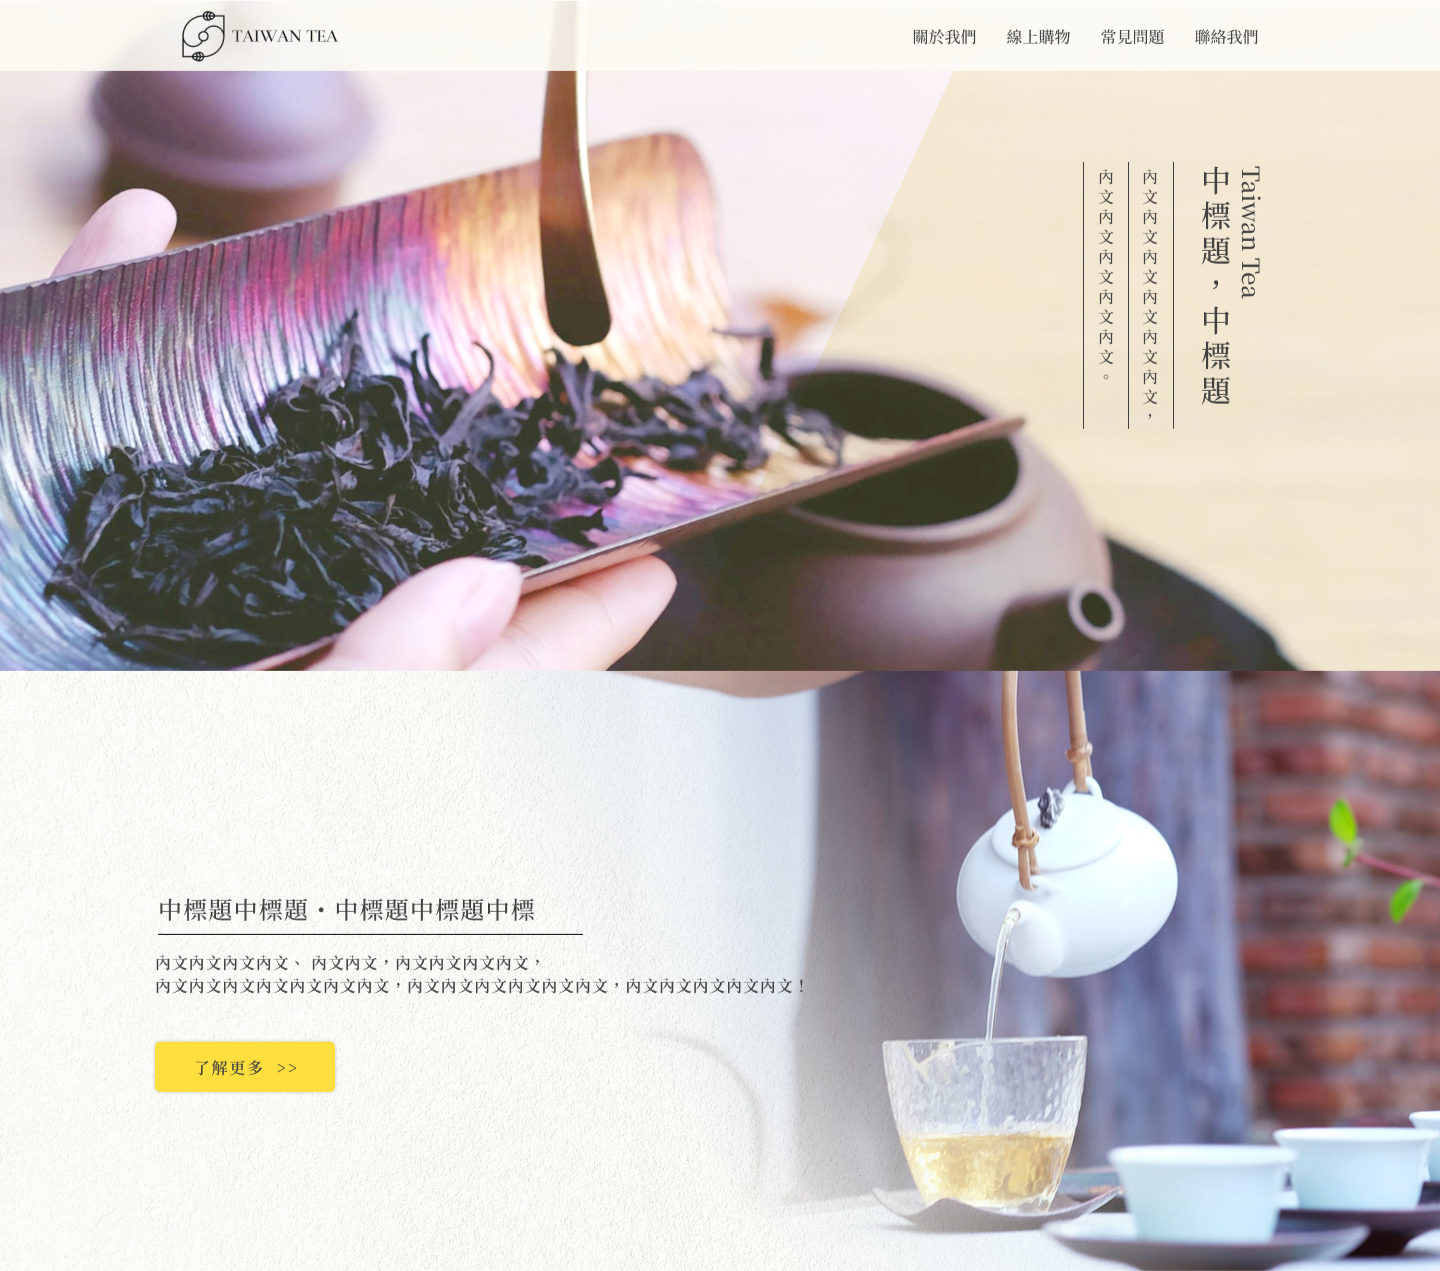 TAIWAN TEA
關於我們
線上購物
常見問題
聯絡我們
Taiwan Tea
中標題，中標題
內文內文內文內文內文內文，
內文內文內文內文內文。
中標題中標題・中標題中標題中標
內文內文內文內文、 內文內文，內文內文內文內文，
內文內文內文內文內文內文內文，內文內文內文內文內文內文，內文內文內文內文內文！
了解更多 >>